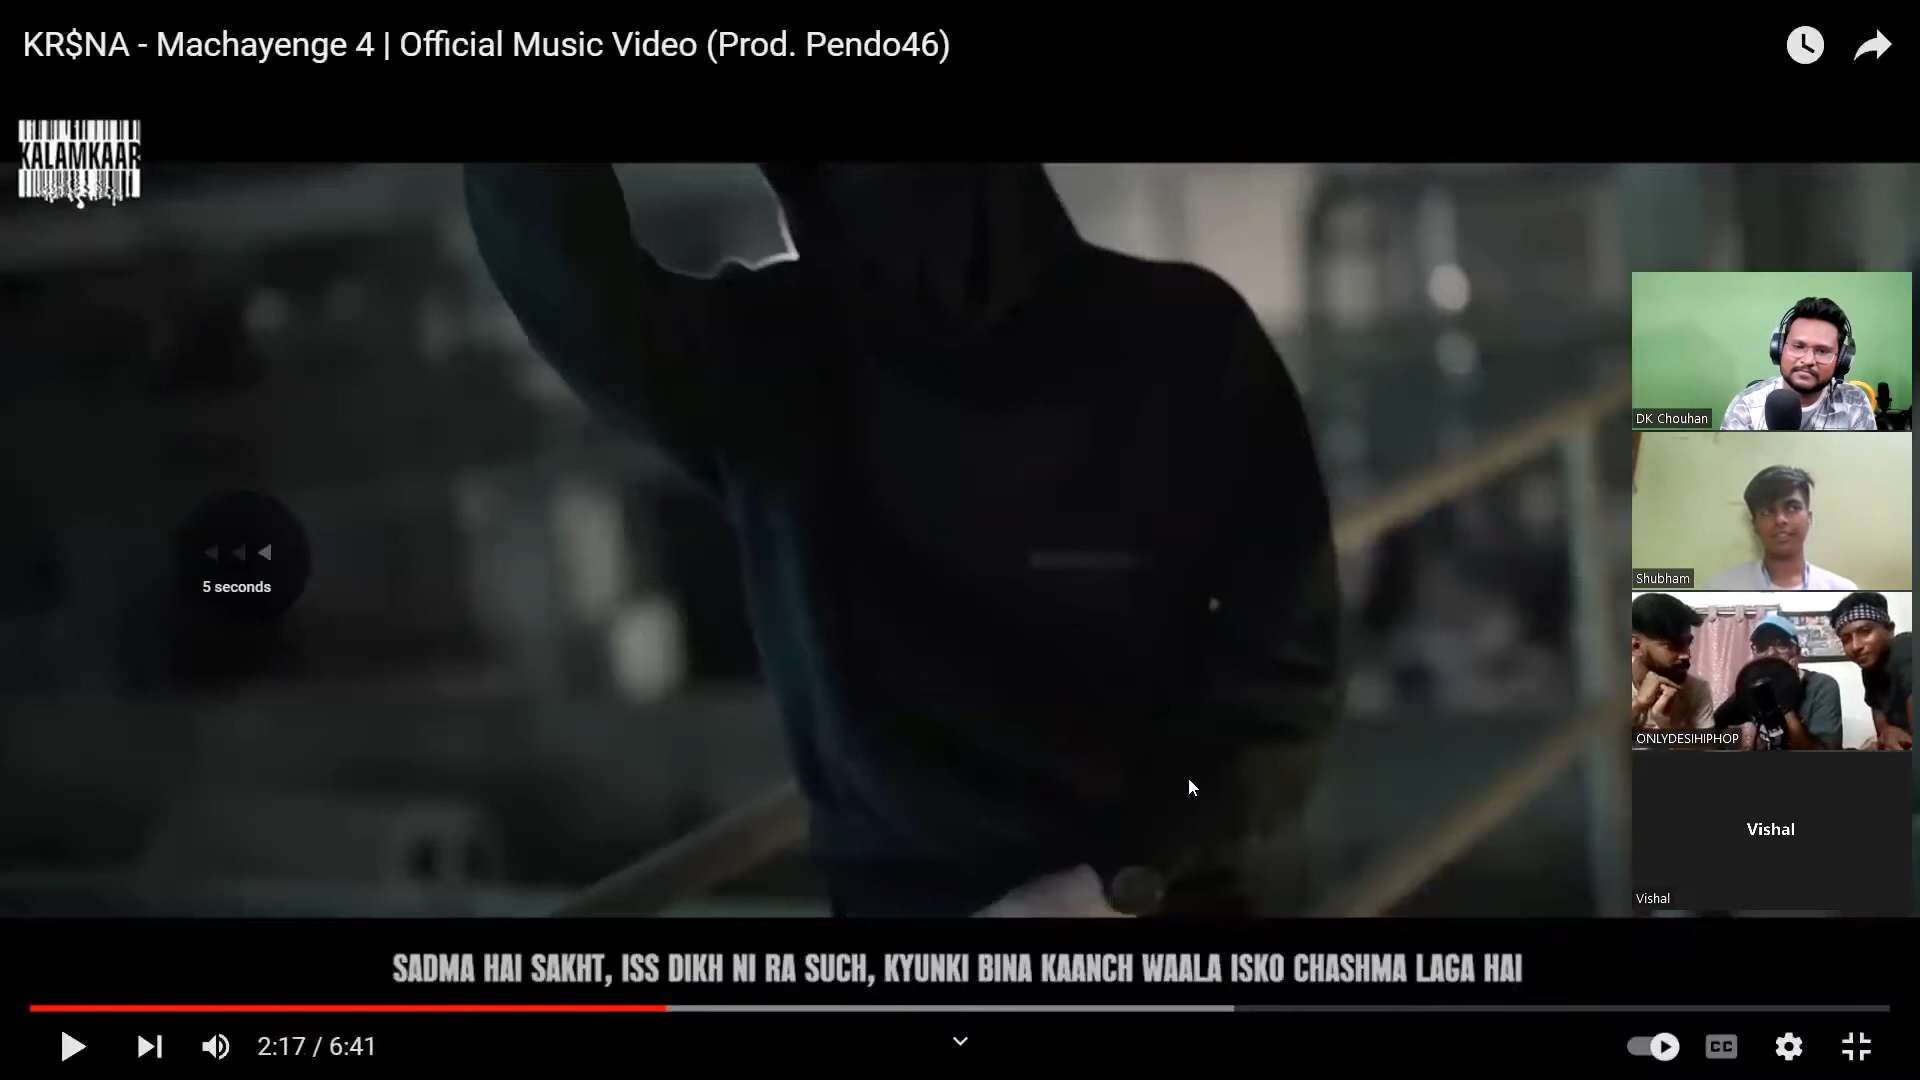 KR$NA - Machayenge 4 | Official Music Video (Prod. Pendo46)
KALAMKAAR
5 seconds
DK Chouhan
Shubham
ONLYDESIHIPHOP
Vishal
Vishal
SADMA HAI SAKHT, ISS DIKH NI RA SUCH, KYUNKI BINA KAANCH WAALA ISKO CHASHMA LAGA HAI
2:17 / 6:41
CC